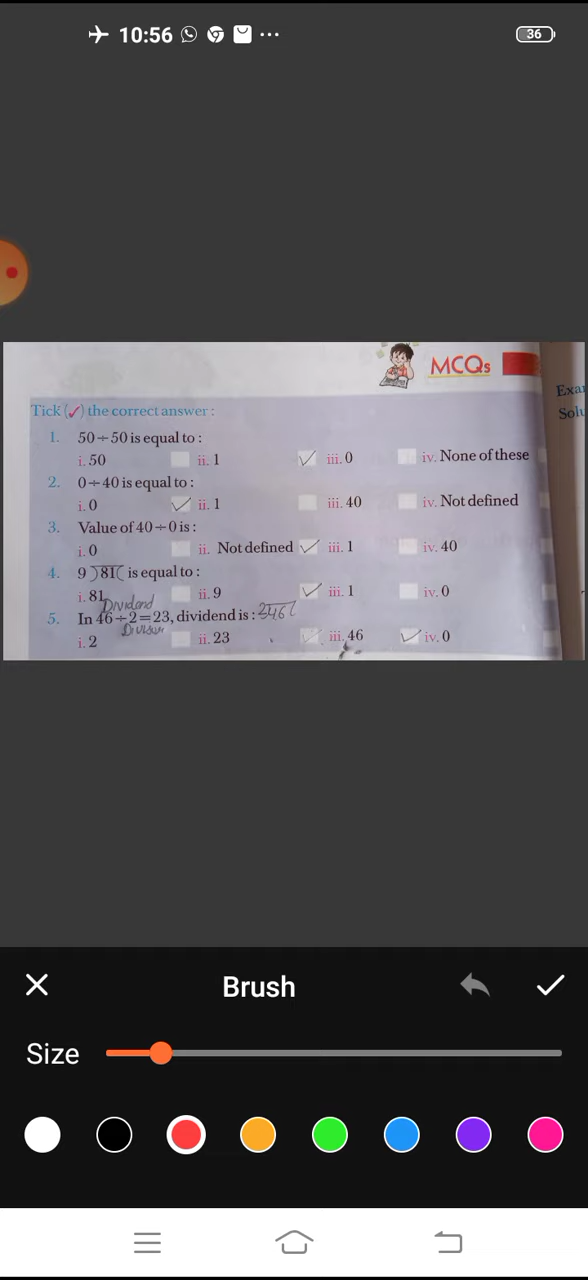 10:56
36
MCQs
Exam
Solu
Tick (✓) the correct answer :
1. 50÷50 is equal to :
i. 50 ii. 1 ✓ iii. 0 iv. None of these
2. 0÷40 is equal to :
i. 0 ✓ ii. 1 iii. 40 iv. Not defined
3. Value of 40÷0 is :
i. 0 ii. Not defined ✓ iii. 1 iv. 40
4. 9 ) 81 ( is equal to :
i. 81 ii. 9 ✓ iii. 1 iv. 0
Dividend
5. In 46÷2=23, dividend is :
Divisor
i. 2 ii. 23 iii. 46 ✓ iv. 0
Brush
Size